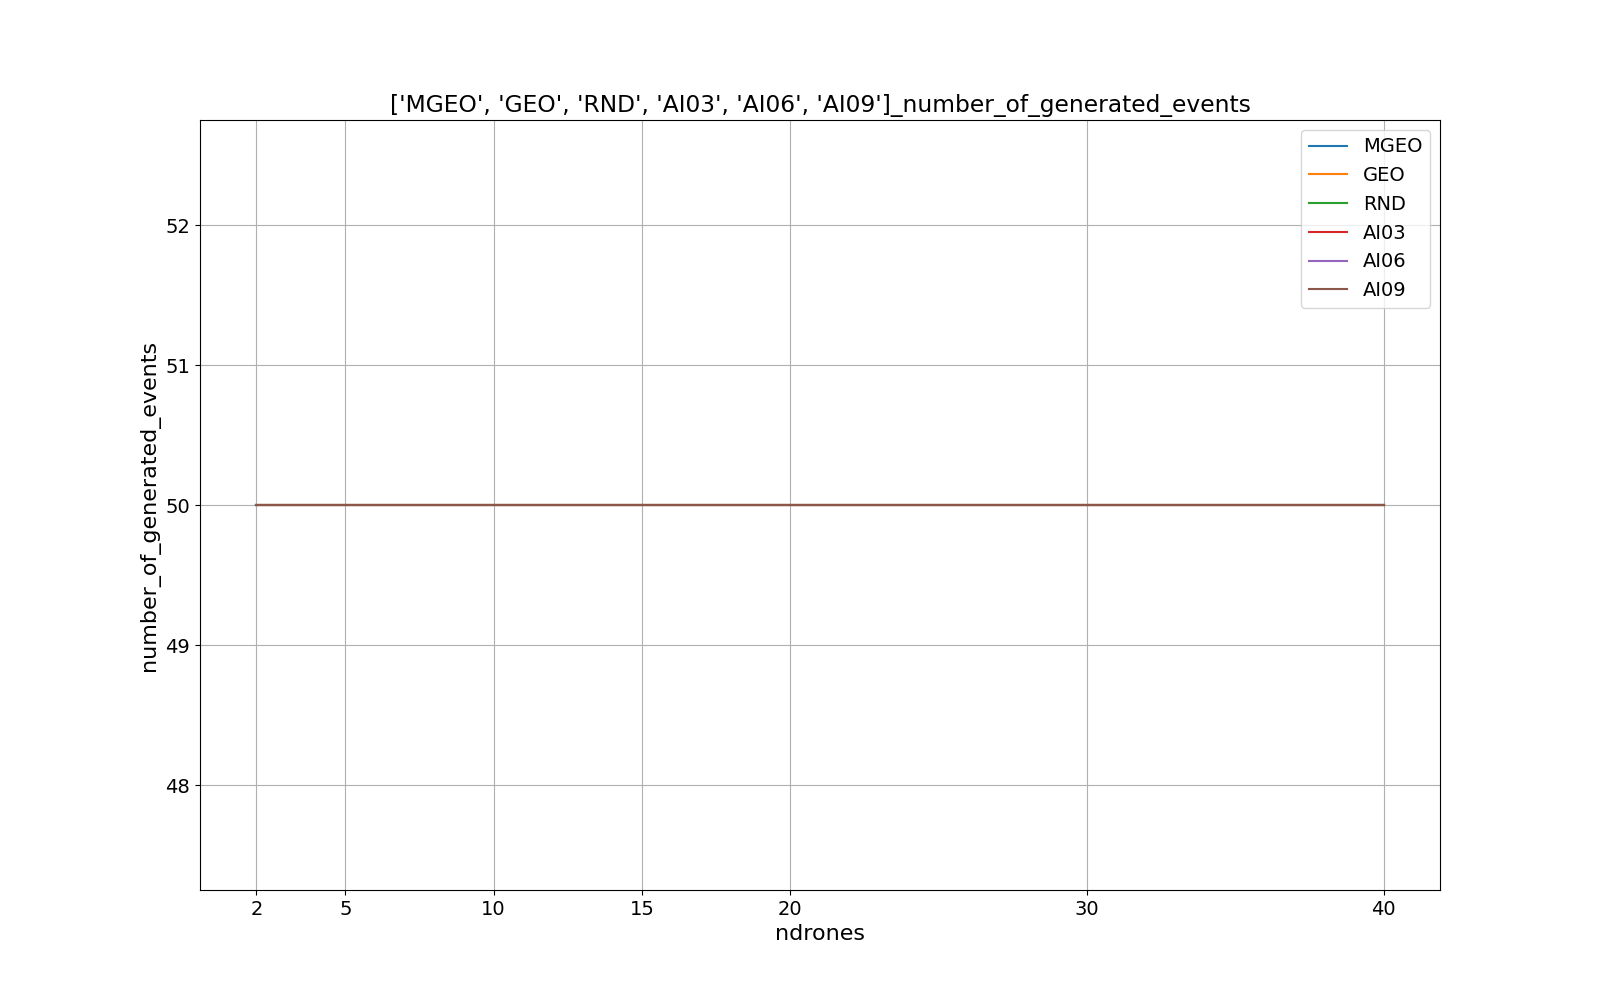 ['MGEO', 'GEO', 'RND', 'AI03', 'AI06', 'AI09']_number_of_generated_events
MGEO
GEO
RND
AI03
AI06
AI09
number_of_generated_events
52
51
50
49
48
2 5 10 15 20 30 40
ndrones